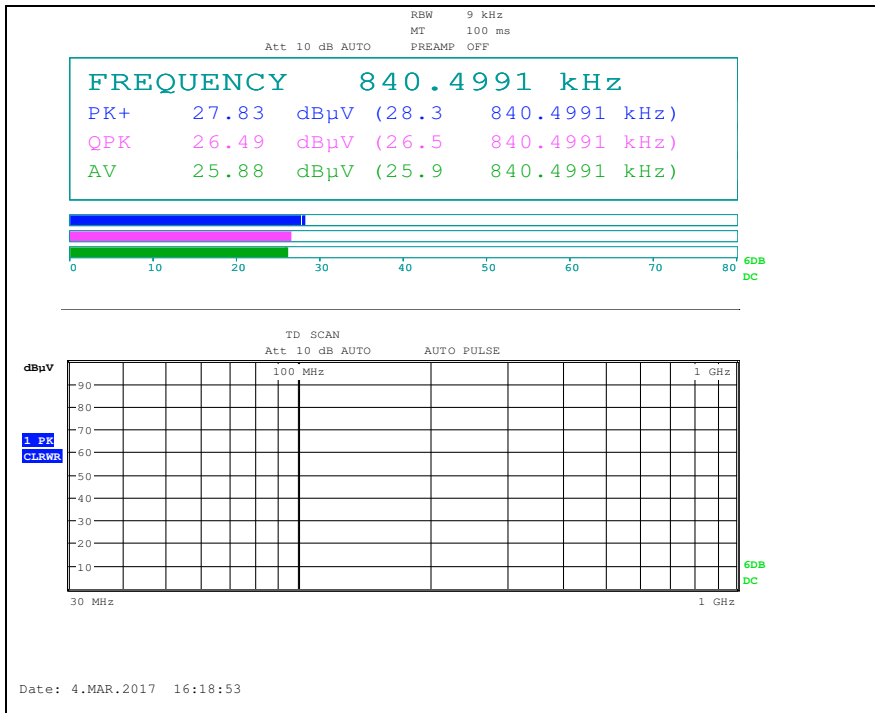 RBW 9 kHz
MT 100 ms
Att 10 dB AUTO PREAMP OFF
FREQUENCY 840.4991 kHz
PK+ 27.83 dBµV (28.3 840.4991 kHz)
QPK 26.49 dBµV (26.5 840.4991 kHz)
AV 25.88 dBµV (25.9 840.4991 kHz)
0 10 20 30 40 50 60 70 80
6DB
DC
TD SCAN
Att 10 dB AUTO AUTO PULSE
dBµV
100 MHz 1 GHz
90
80
70
1 PK
60
CLRWR
50
40
30
20
10
6DB
DC
30 MHz 1 GHz
Date: 4.MAR.2017 16:18:53